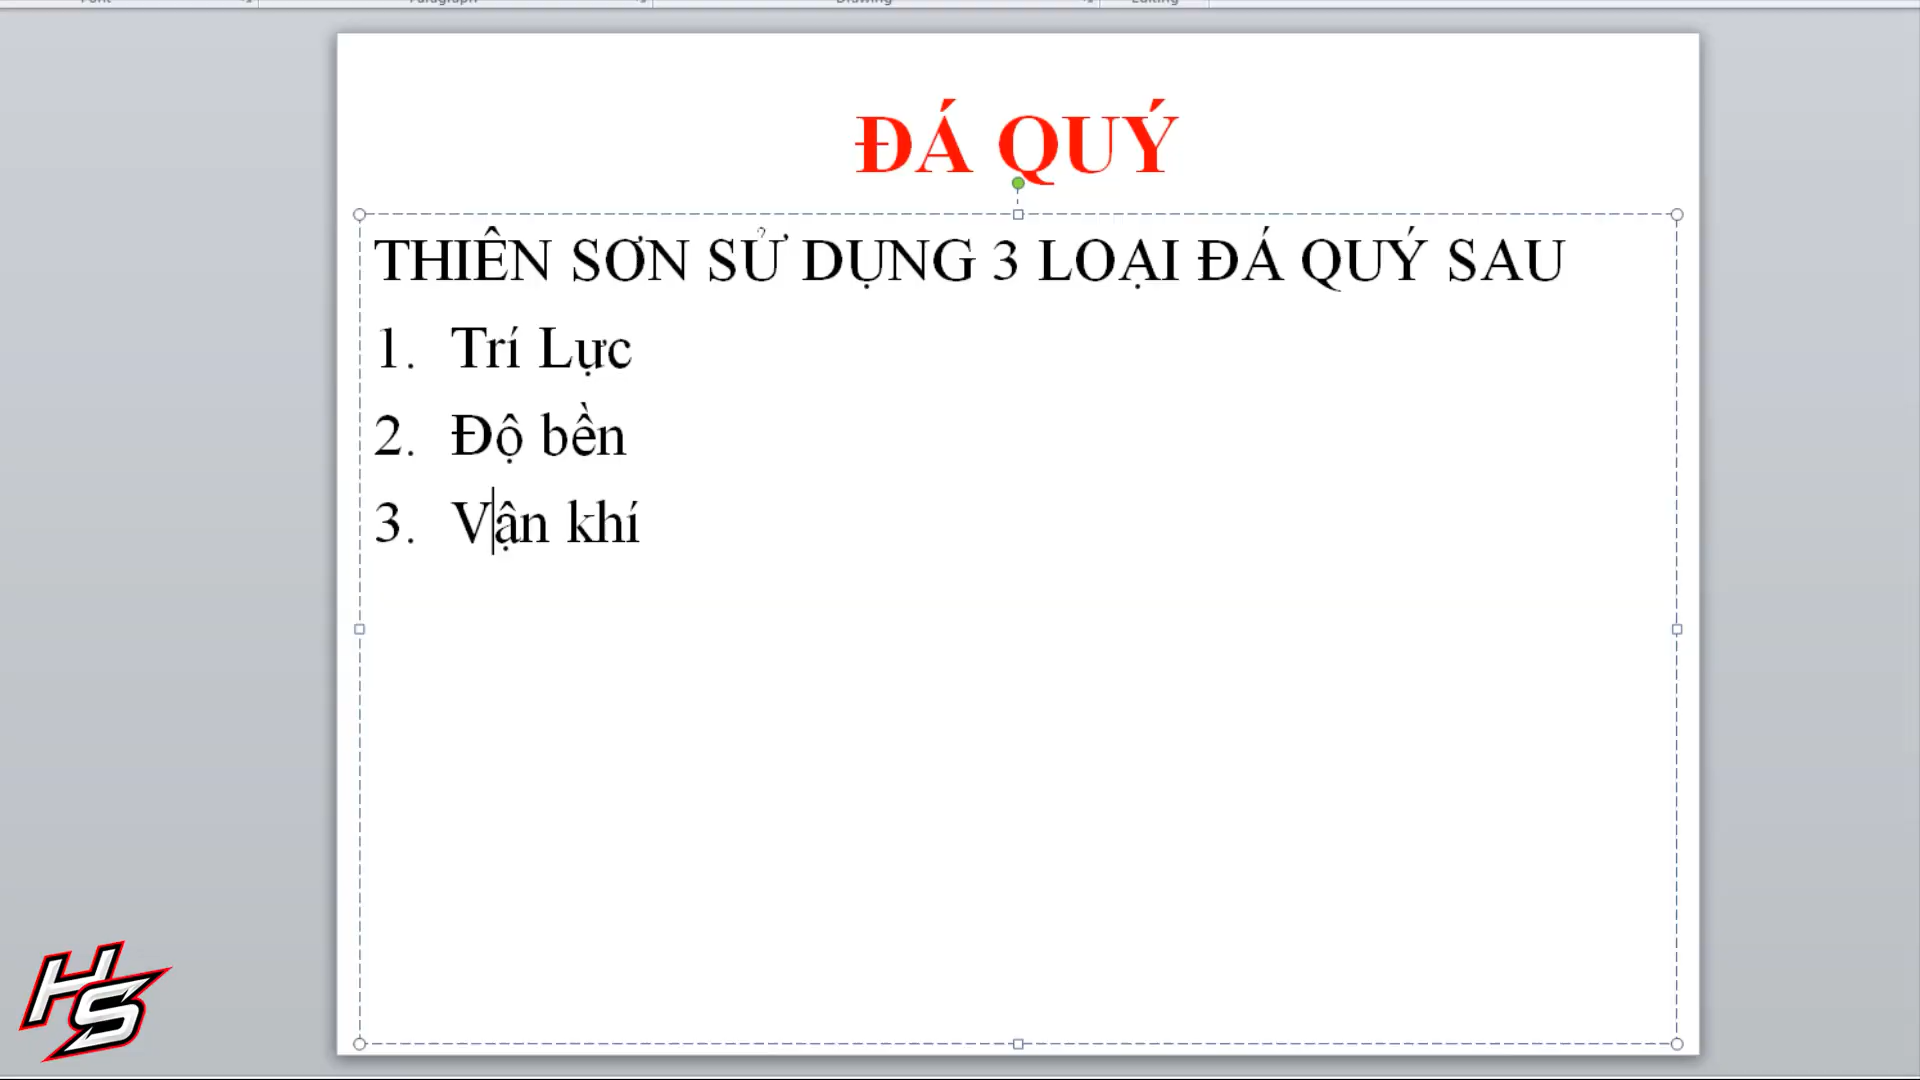 ĐÁ QUÝ
THIÊN SƠN SỬ DỤNG 3 LOẠI ĐÁ QUÝ SAU
1. Trí Lực
2. Độ bền
3. Vận khí
HS